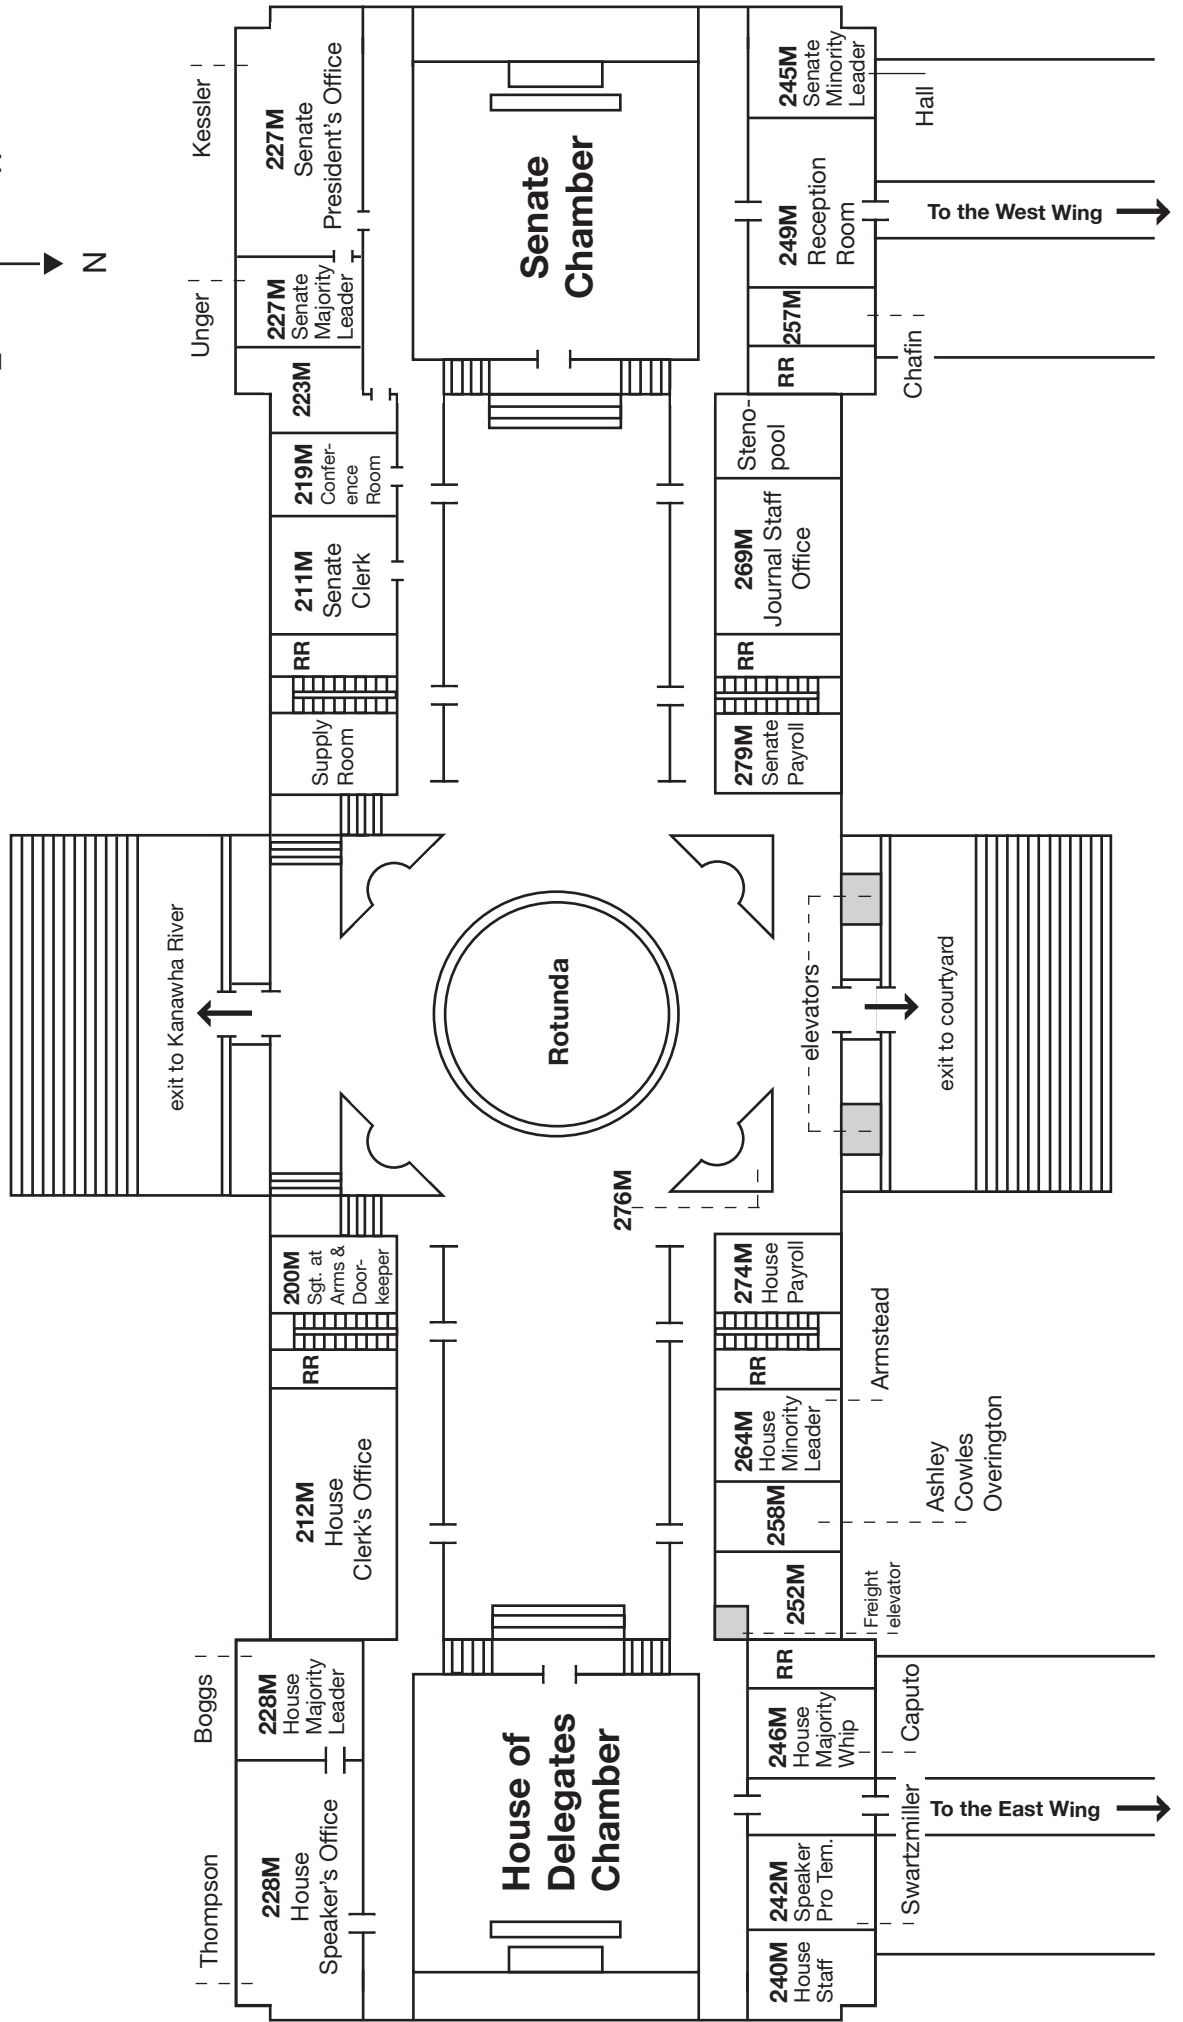 N
Kessler
227M
Senate
President's Office
Unger
227M
Senate
Majority
Leader
223M
219M
Confer-
ence
Room
211M
Senate
Clerk
RR
Supply
Room
exit to Kanawha River
200M
Sgt. at
Arms &
Door-
keeper
RR
212M
House
Clerk's Office
Boggs
228M
House
Majority
Leader
Thompson
228M
House
Speaker's Office
Senate
Chamber
Rotunda
276M
House of
Delegates
Chamber
245M
Senate
Minority
Leader
Hall
249M
Reception
Room
To the West Wing
257M
Chafin
RR
Steno-
pool
269M
Journal Staff
Office
RR
279M
Senate
Payroll
elevators
exit to courtyard
274M
House
Payroll
RR
Armstead
264M
House
Minority
Leader
258M
Ashley
Cowles
Overington
252M
Freight
elevator
RR
246M
House
Majority
Whip
Caputo
To the East Wing
242M
Speaker
Pro Tem.
Swartzmiller
240M
House
Staff